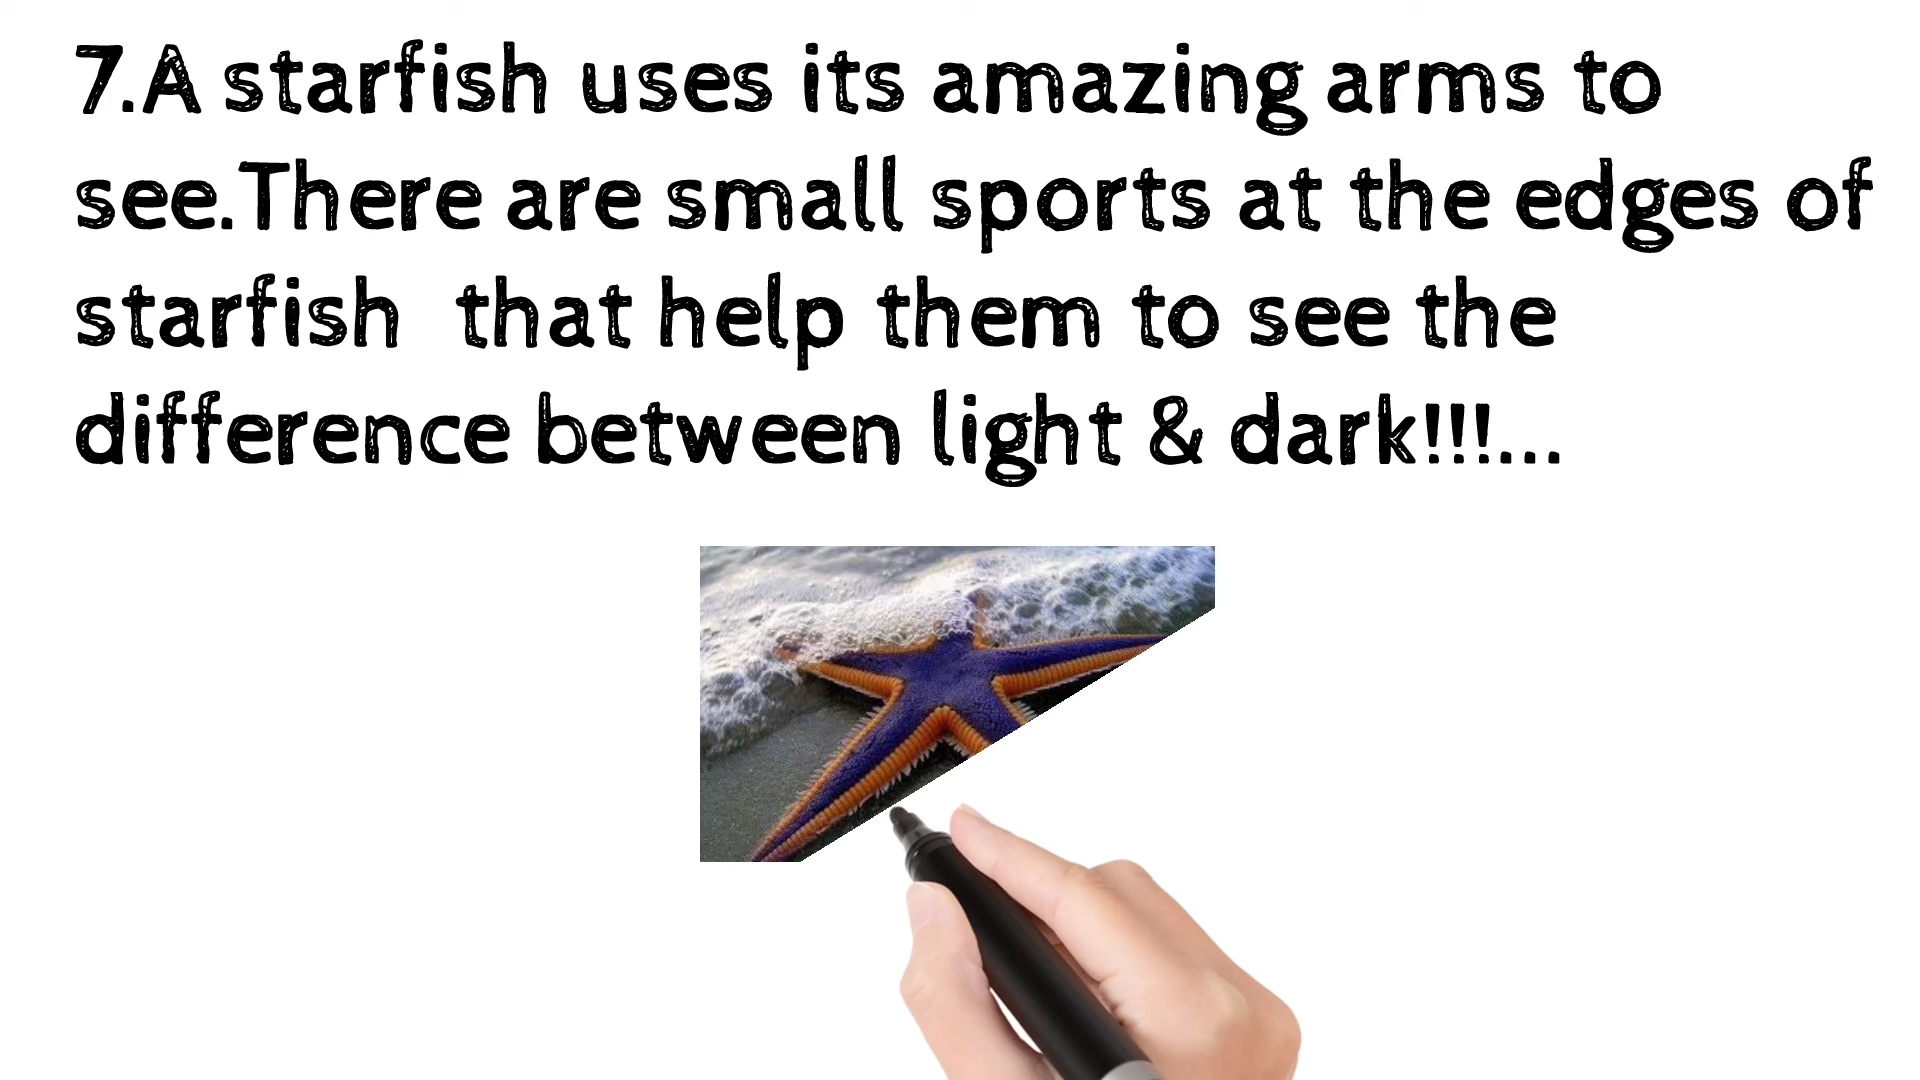 7.A starfish uses its amazing arms to
see.There are small sports at the edges of
starfish  that help them to see the
difference between light & dark!!!...